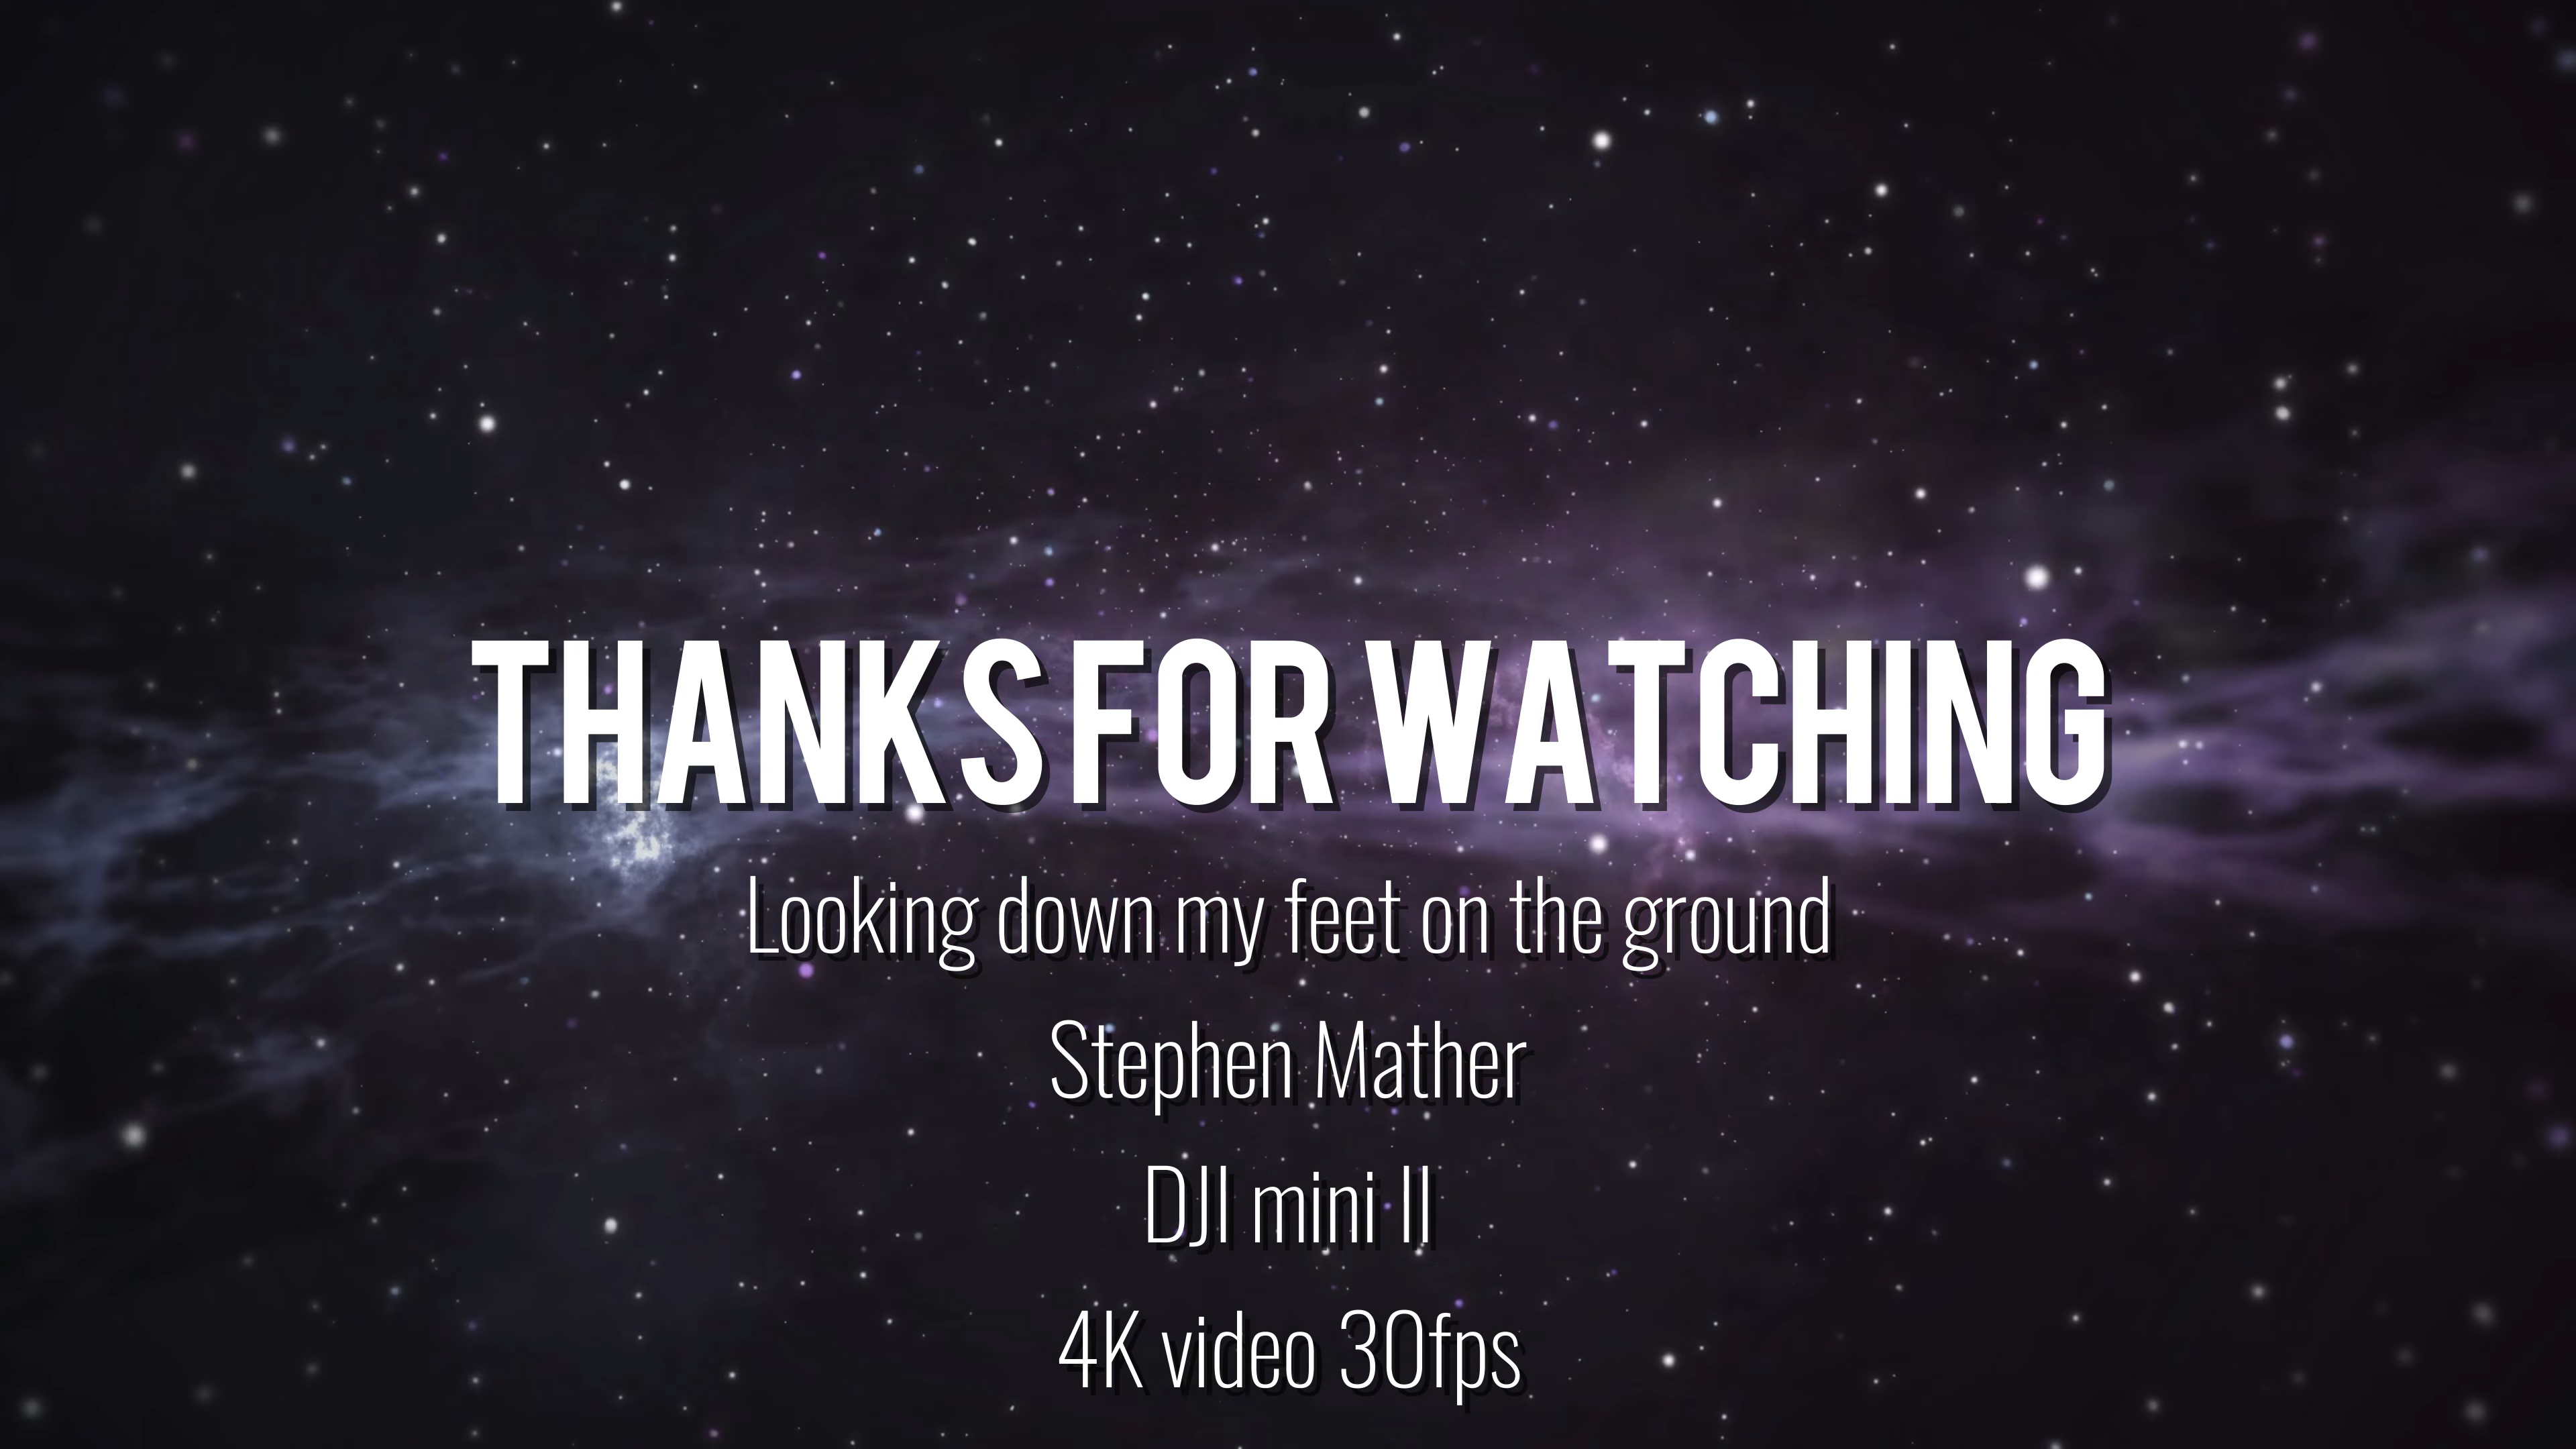 THANKS FOR WATCHING
Looking down my feet on the ground
Stephen Mather
DJI mini II
4K video 30fps